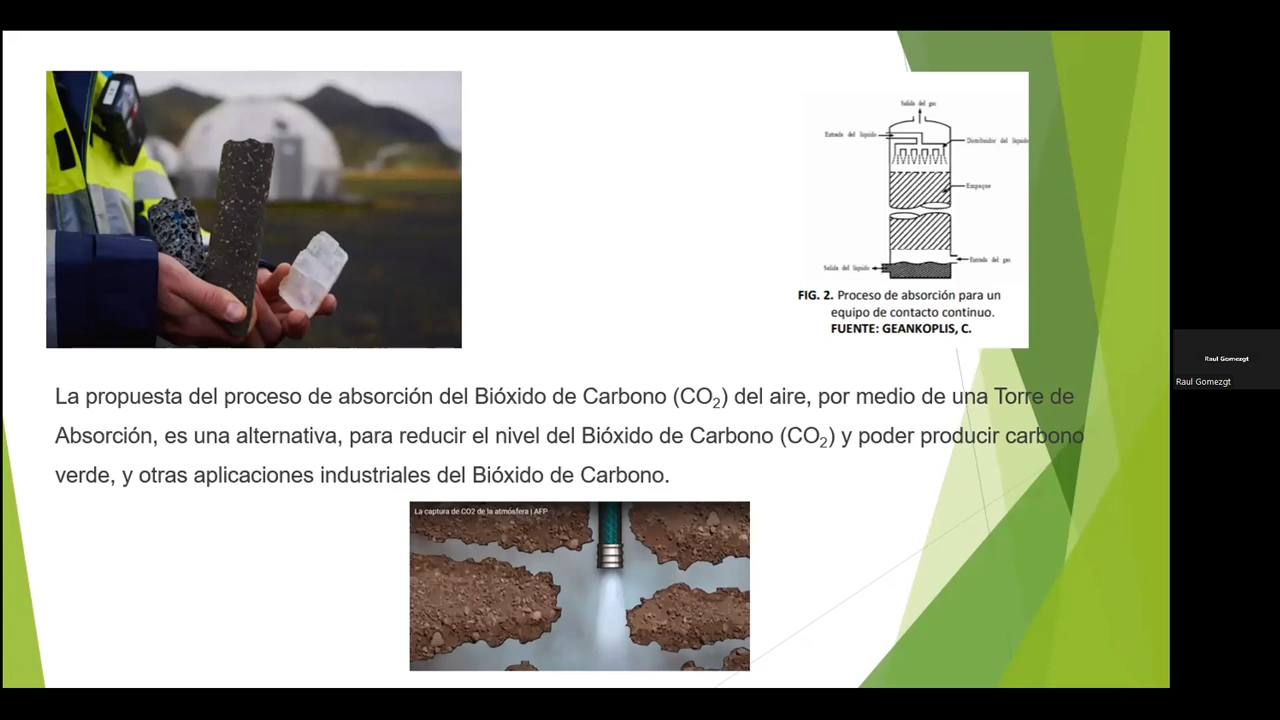 Salida del gas
Entrada del líquido
Distribuidor del líquido
Empaque
Entrada del gas
Salida del líquido
FIG. 2. Proceso de absorción para un
equipo de contacto continuo.
FUENTE: GEANKOPLIS, C.
Raul Gomezgt
Raul Gomezgt
La propuesta del proceso de absorción del Bióxido de Carbono (CO₂) del aire, por medio de una Torre de
Absorción, es una alternativa, para reducir el nivel del Bióxido de Carbono (CO₂) y poder producir carbono
verde, y otras aplicaciones industriales del Bióxido de Carbono.
La captura de CO2 de la atmósfera | AFP